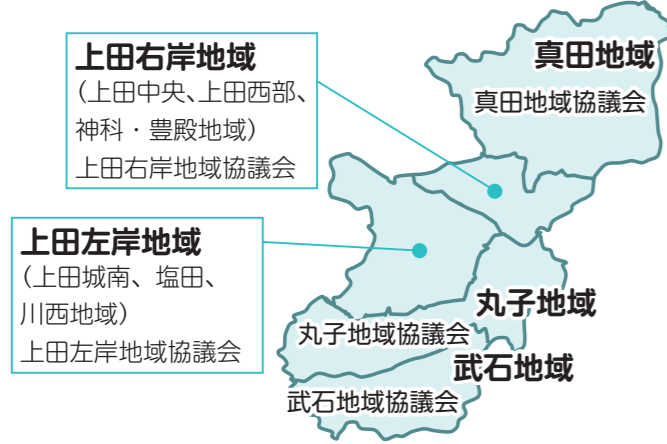 上田右岸地域
(上田中央、上田西部、
神科・豊殿地域)
上田右岸地域協議会
真田地域
真田地域協議会
上田左岸地域
(上田城南、塩田、
川西地域)
上田左岸地域協議会
丸子地域
丸子地域協議会
武石地域
武石地域協議会